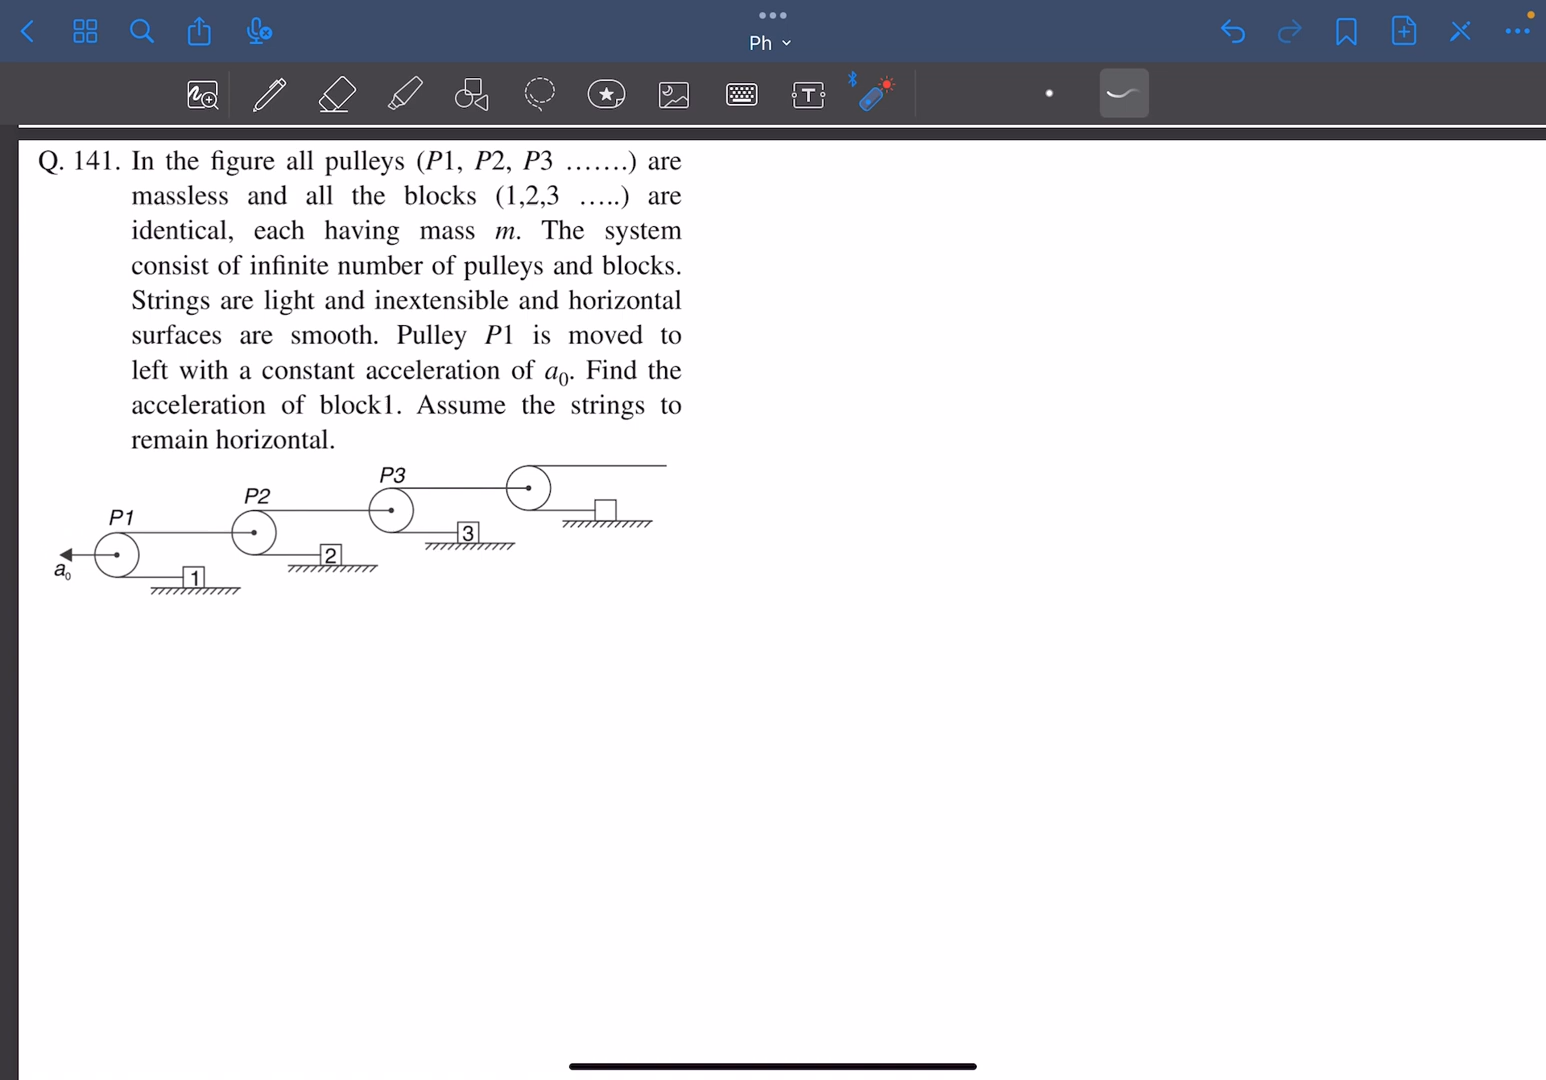 Ph
T
Q. 141. In the figure all pulleys (P1, P2, P3 .......) are
massless and all the blocks (1,2,3 .....) are
identical, each having mass m. The system
consist of infinite number of pulleys and blocks.
Strings are light and inextensible and horizontal
surfaces are smooth. Pulley P1 is moved to
left with a constant acceleration of a₀. Find the
acceleration of block1. Assume the strings to
remain horizontal.
P3
P2
P1
3
2
a₀
1